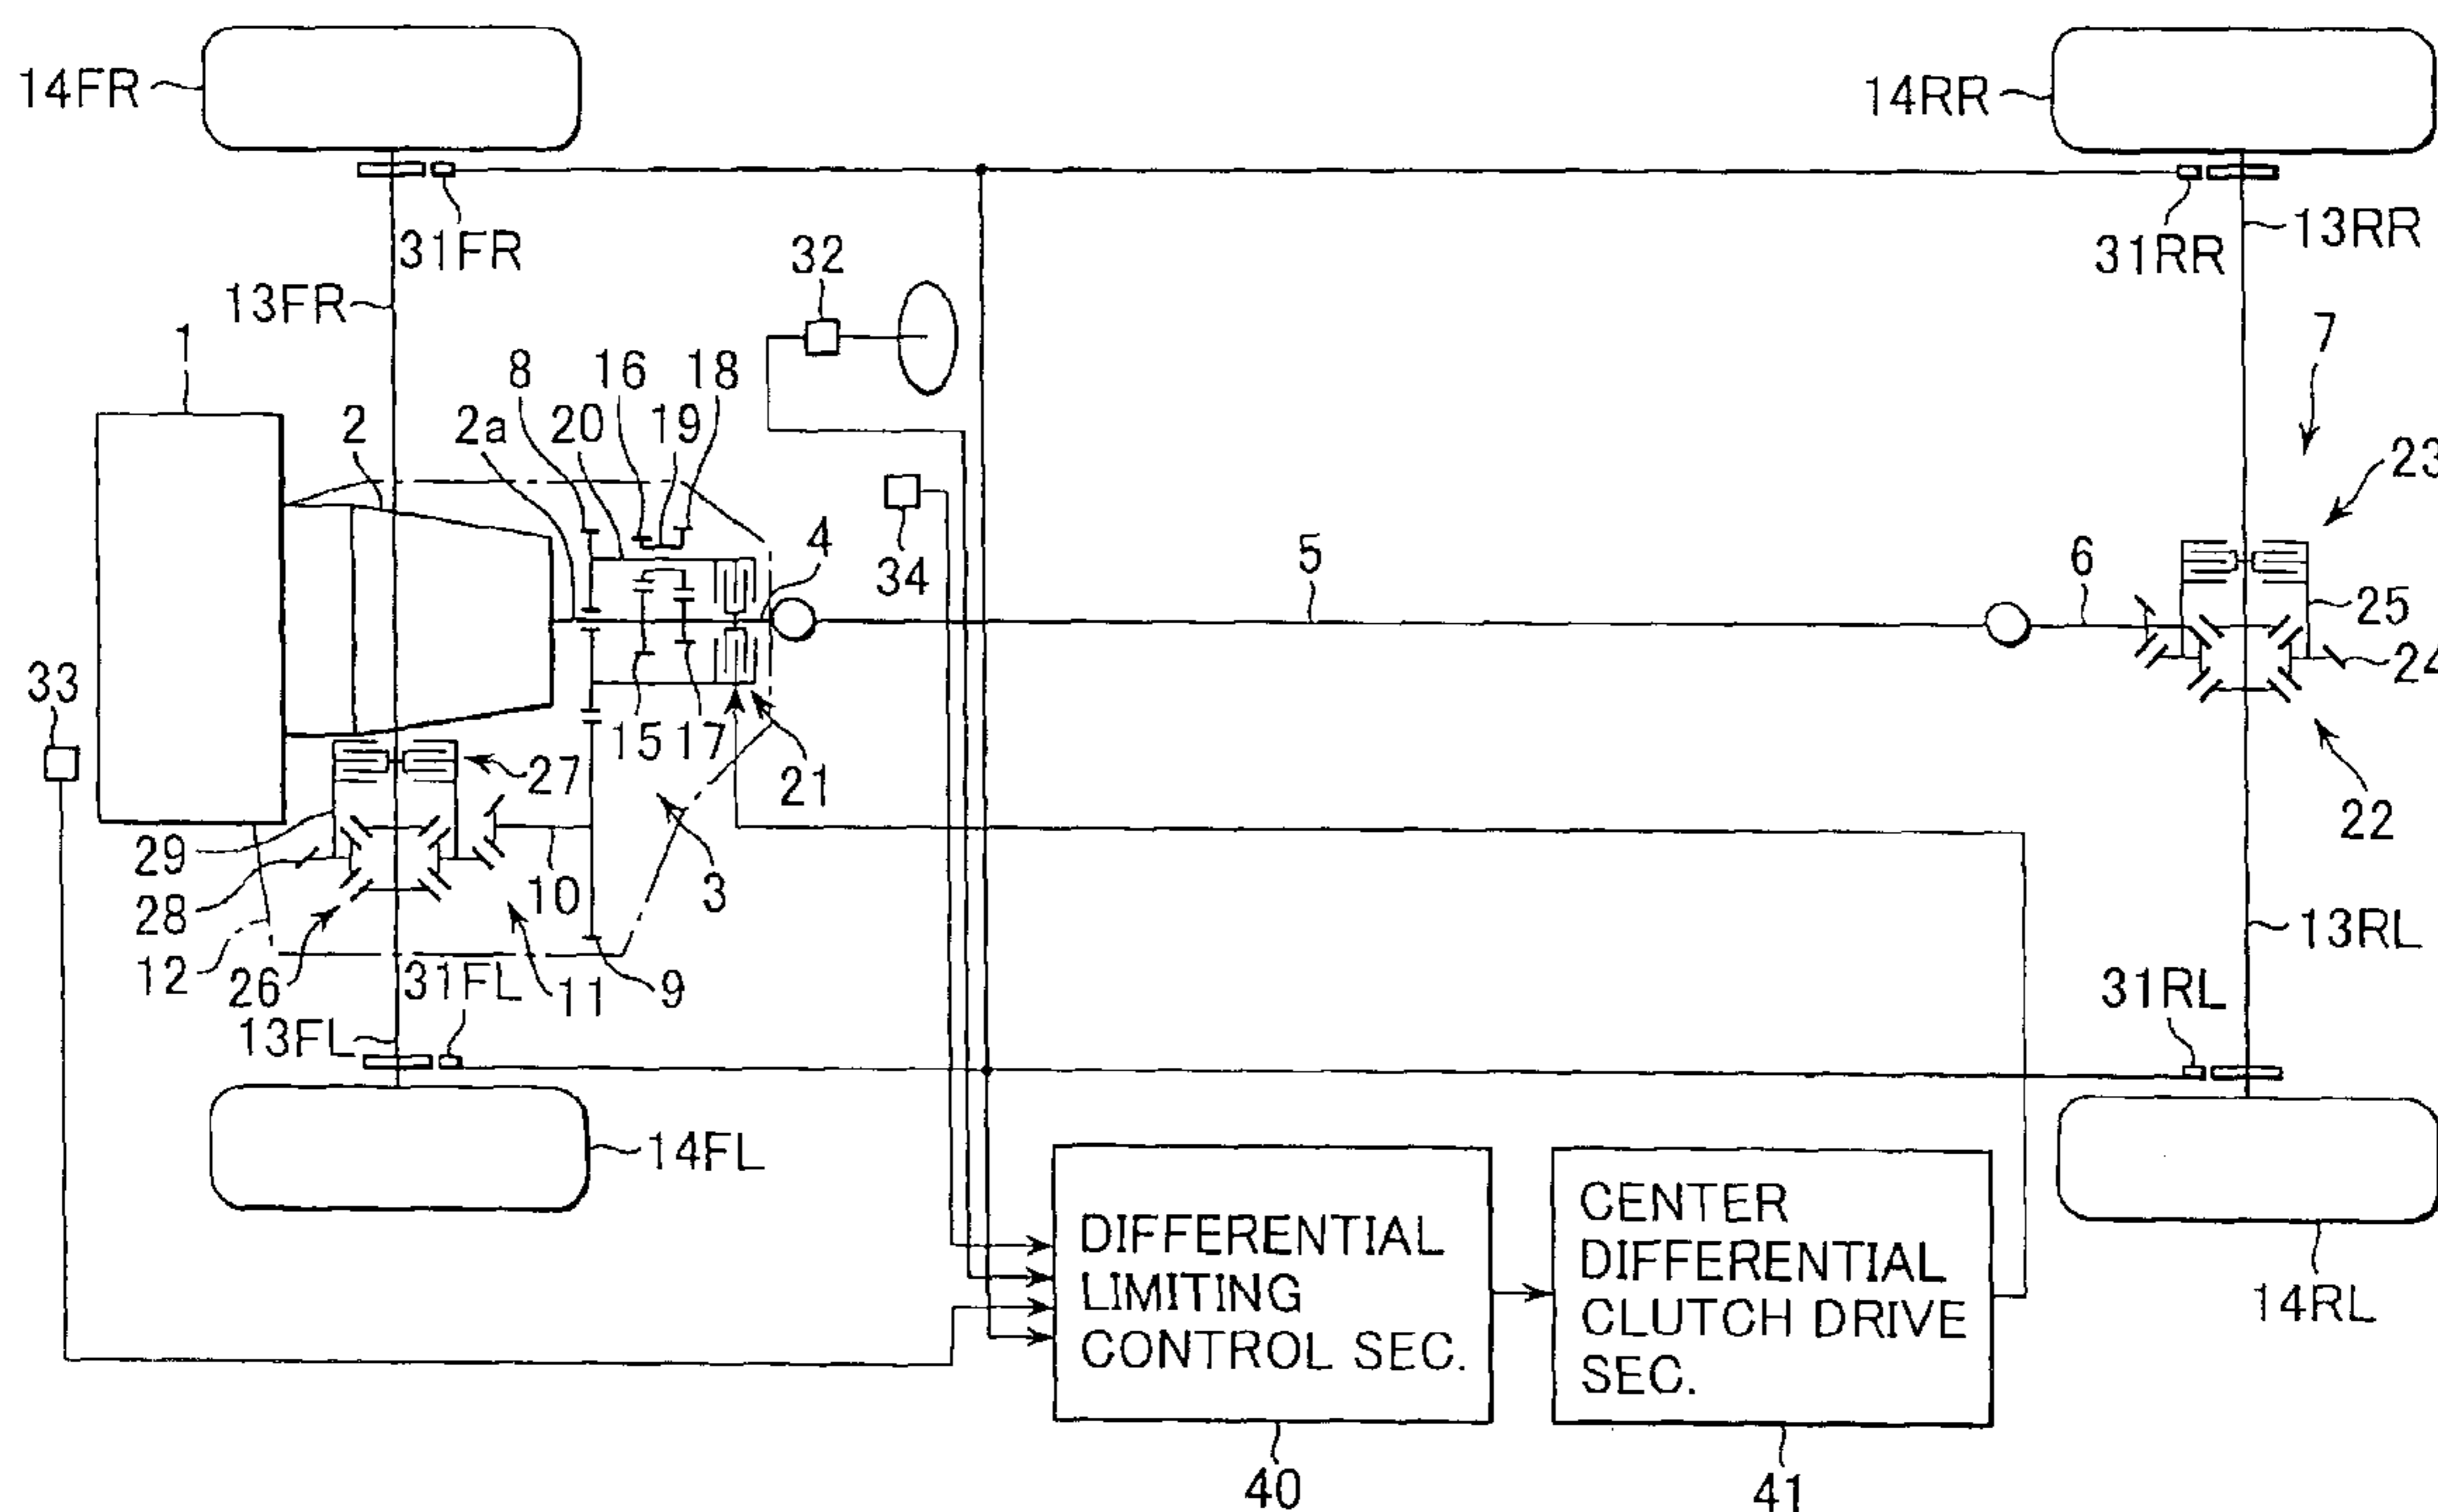 14FR
14RR
31FR
31RR
13RR
32
13FR
7
1
8
16
18
2
2a
20
19
23
4
34
5
6
25
24
33
15
17
27
21
22
29
28
10
3
12
26
31FL
11
9
13RL
31RL
13FL
14FL
DIFFERENTIAL
LIMITING
CONTROL SEC.
CENTER
DIFFERENTIAL
CLUTCH DRIVE
SEC.
14RL
40
41